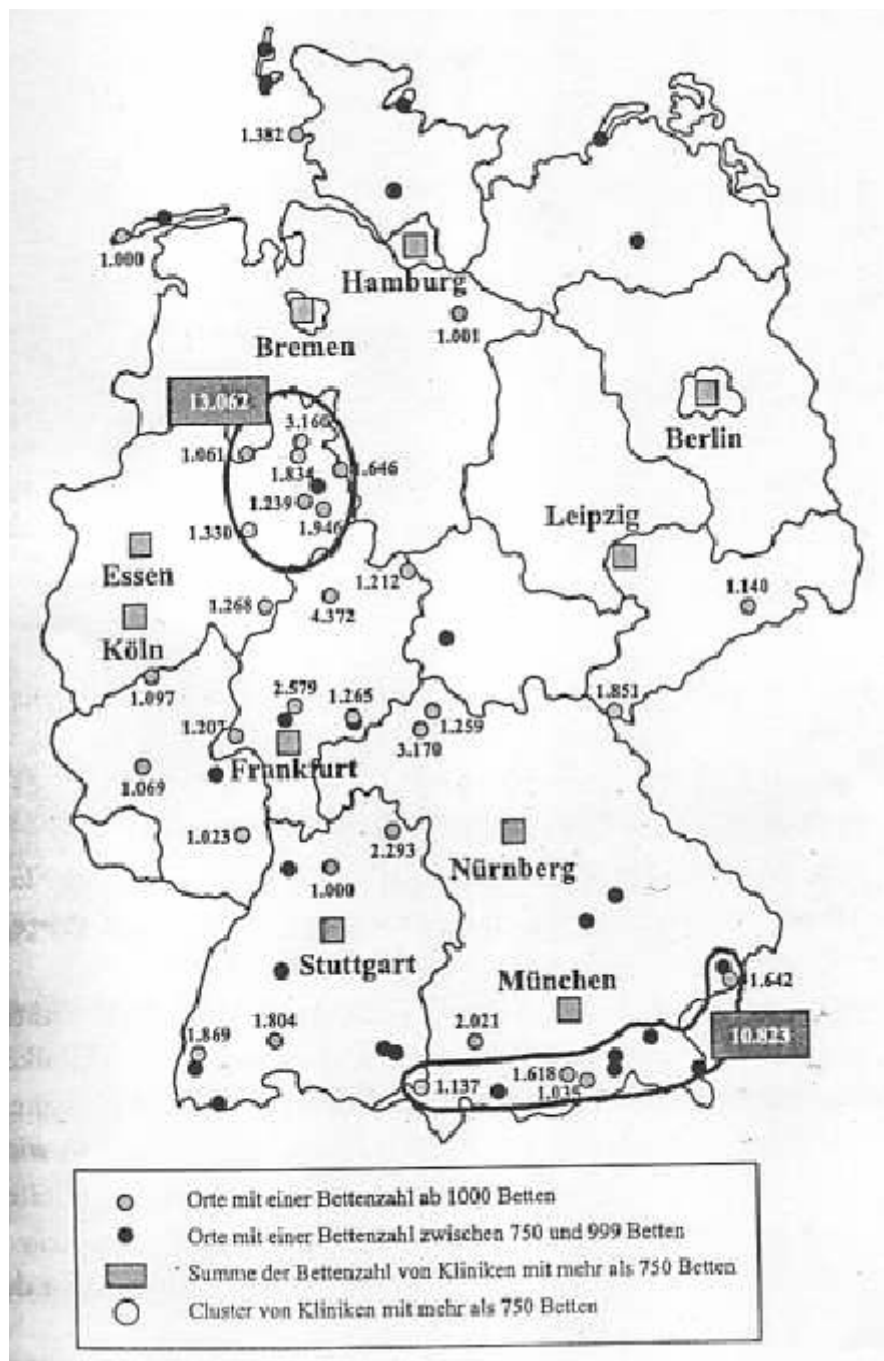 1.382
1.000
Hamburg
1.001
Bremen
13.062
Berlin
1.061
1.834
1.646
1.239
1.946
1.330
Leipzig
Essen
1.212
1.268
4.372
1.140
Köln
1.097
2.579
1.265
1.851
1.207
1.259
3.170
Frankfurt
1.069
1.023
2.293
Nürnberg
1.000
Stuttgart
München
1.642
10.823
1.869
1.804
2.021
1.137
1.618
Orte mit einer Bettenzahl ab 1000 Betten
Orte mit einer Bettenzahl zwischen 750 und 999 Betten
Summe der Bettenzahl von Kliniken mit mehr als 750 Betten
Cluster von Kliniken mit mehr als 750 Betten